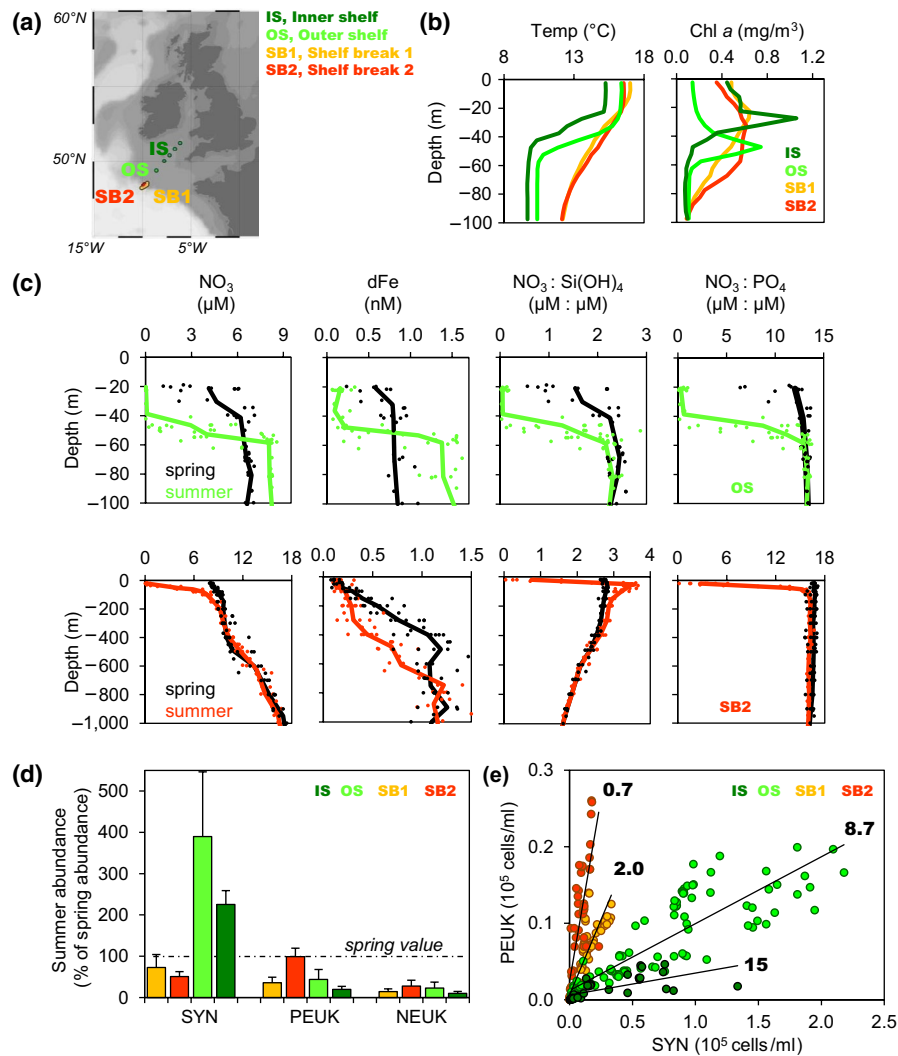 (a)
60°N
50°N
15°W
5°W
OS
SB2
SB1
IS, Inner shelf
OS, Outer shelf
SB1, Shelf break 1
SB2, Shelf break 2
(b)
Temp (°C)
8 13 18
Chl a (mg/m³)
0.0 0.6 1.2
Depth (m)
0
−20
−40
−60
−80
−100
IS
OS
SB1
SB2
(c)
NO₃
(µM)
0 3 6 9
dFe
(nM)
0.0 0.5 1.0 1.5
NO₃ : Si(OH)₄
(µM : µM)
0 1 2 3
NO₃ : PO₄
(µM : µM)
0 5 10 15
Depth (m)
0
−20
−40
−60
−80
−100
spring
summer
OS
0 6 12 18
0.0 0.5 1.0 1.5
0 1 2 3 4
0 6 12 18
Depth (m)
0
−200
−400
−600
−800
−1,000
spring
summer
SB2
(d)
Summer abundance
(% of spring abundance)
500
400
300
200
100
0
IS OS SB1 SB2
spring value
SYN PEUK NEUK
(e)
PEUK (10⁵ cells/ml)
0.3
0.2
0.1
0.0
IS OS SB1 SB2
0.7
2.0
8.7
15
0.0 0.5 1.0 1.5 2.0 2.5
SYN (10⁵ cells/ml)